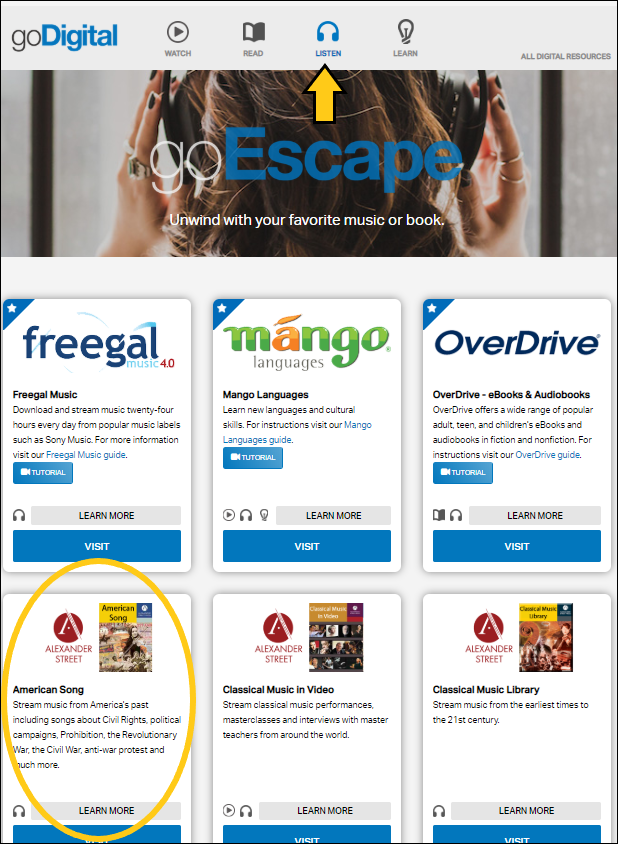 goDigital
WATCH
READ
LISTEN
LEARN
ALL DIGITAL RESOURCES
goEscape
Unwind with your favorite music or book.
freegal
music 4.0
Freegal Music
Download and stream music twenty-four
hours every day from popular music labels
such as Sony Music. For more information
visit our Freegal Music guide.
TUTORIAL
LEARN MORE
VISIT
mango
languages
Mango Languages
Learn new languages and cultural
skills. For instructions visit our Mango
Languages guide.
TUTORIAL
LEARN MORE
VISIT
OverDrive®
OverDrive - eBooks & Audiobooks
OverDrive offers a wide range of popular
adult, teen, and children's eBooks and
audiobooks in fiction and nonfiction. For
instructions visit our OverDrive guide.
TUTORIAL
LEARN MORE
VISIT
ALEXANDER
STREET
American
Song
American Song
Stream music from America's past
including songs about Civil Rights, political
campaigns, Prohibition, the Revolutionary
War, the Civil War, anti-war protest and
much more.
LEARN MORE
VISIT
ALEXANDER
STREET
Classical Music
in Video
Classical Music in Video
Stream classical music performances,
masterclasses and interviews with master
teachers from around the world.
LEARN MORE
VISIT
ALEXANDER
STREET
Classical Music
Library
Classical Music Library
Stream music from the earliest times to
the 21st century.
LEARN MORE
VISIT